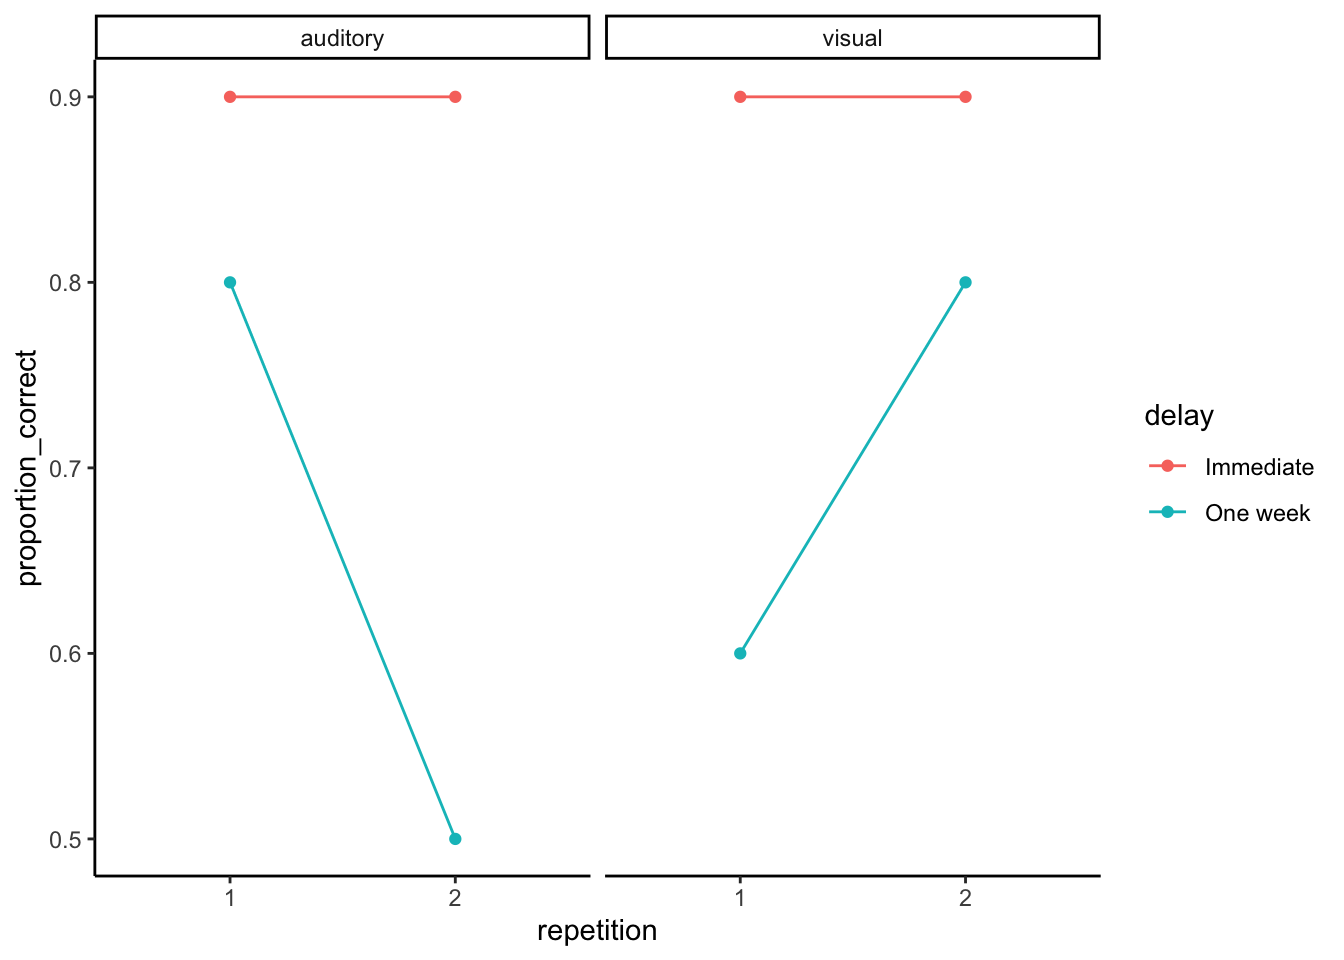 auditory
visual
0.9
0.8
0.7
0.6
0.5
proportion_correct
1
2
1
2
repetition
delay
Immediate
One week